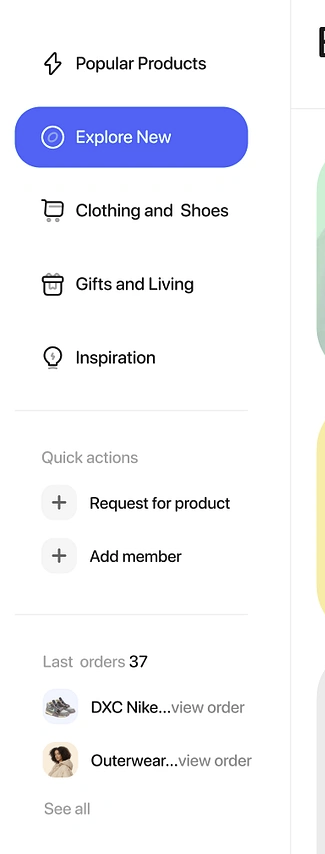 Popular Products
Explore New
Clothing and Shoes
Gifts and Living
Inspiration
Quick actions
Request for product
Add member
Last orders 37
DXC Nike...view order
Outerwear...view order
See all